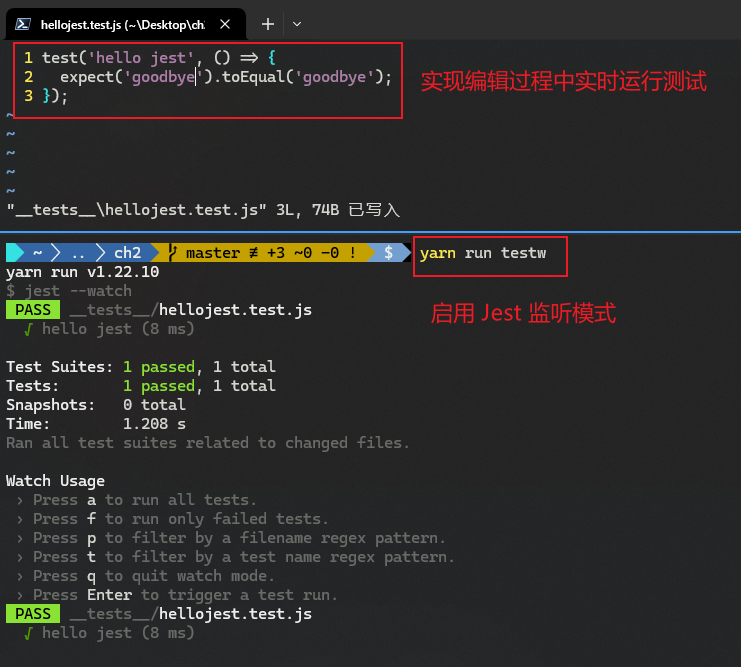 hellojest.test.js (~\Desktop\ch
1 test('hello jest', () => {
2   expect('goodbye').toEqual('goodbye');
3 });
实现编辑过程中实时运行测试
~
~
~
~
~
"__tests__\hellojest.test.js" 3L, 74B 已写入
~ .. ch2 master ≢ +3 ~0 -0 ! $ yarn run testw
yarn run v1.22.10
$ jest --watch
启用 Jest 监听模式
PASS __tests__/hellojest.test.js
√ hello jest (8 ms)
Test Suites: 1 passed, 1 total
Tests: 1 passed, 1 total
Snapshots: 0 total
Time: 1.208 s
Ran all test suites related to changed files.
Watch Usage
› Press a to run all tests.
› Press f to run only failed tests.
› Press p to filter by a filename regex pattern.
› Press t to filter by a test name regex pattern.
› Press q to quit watch mode.
› Press Enter to trigger a test run.
PASS __tests__/hellojest.test.js
√ hello jest (8 ms)